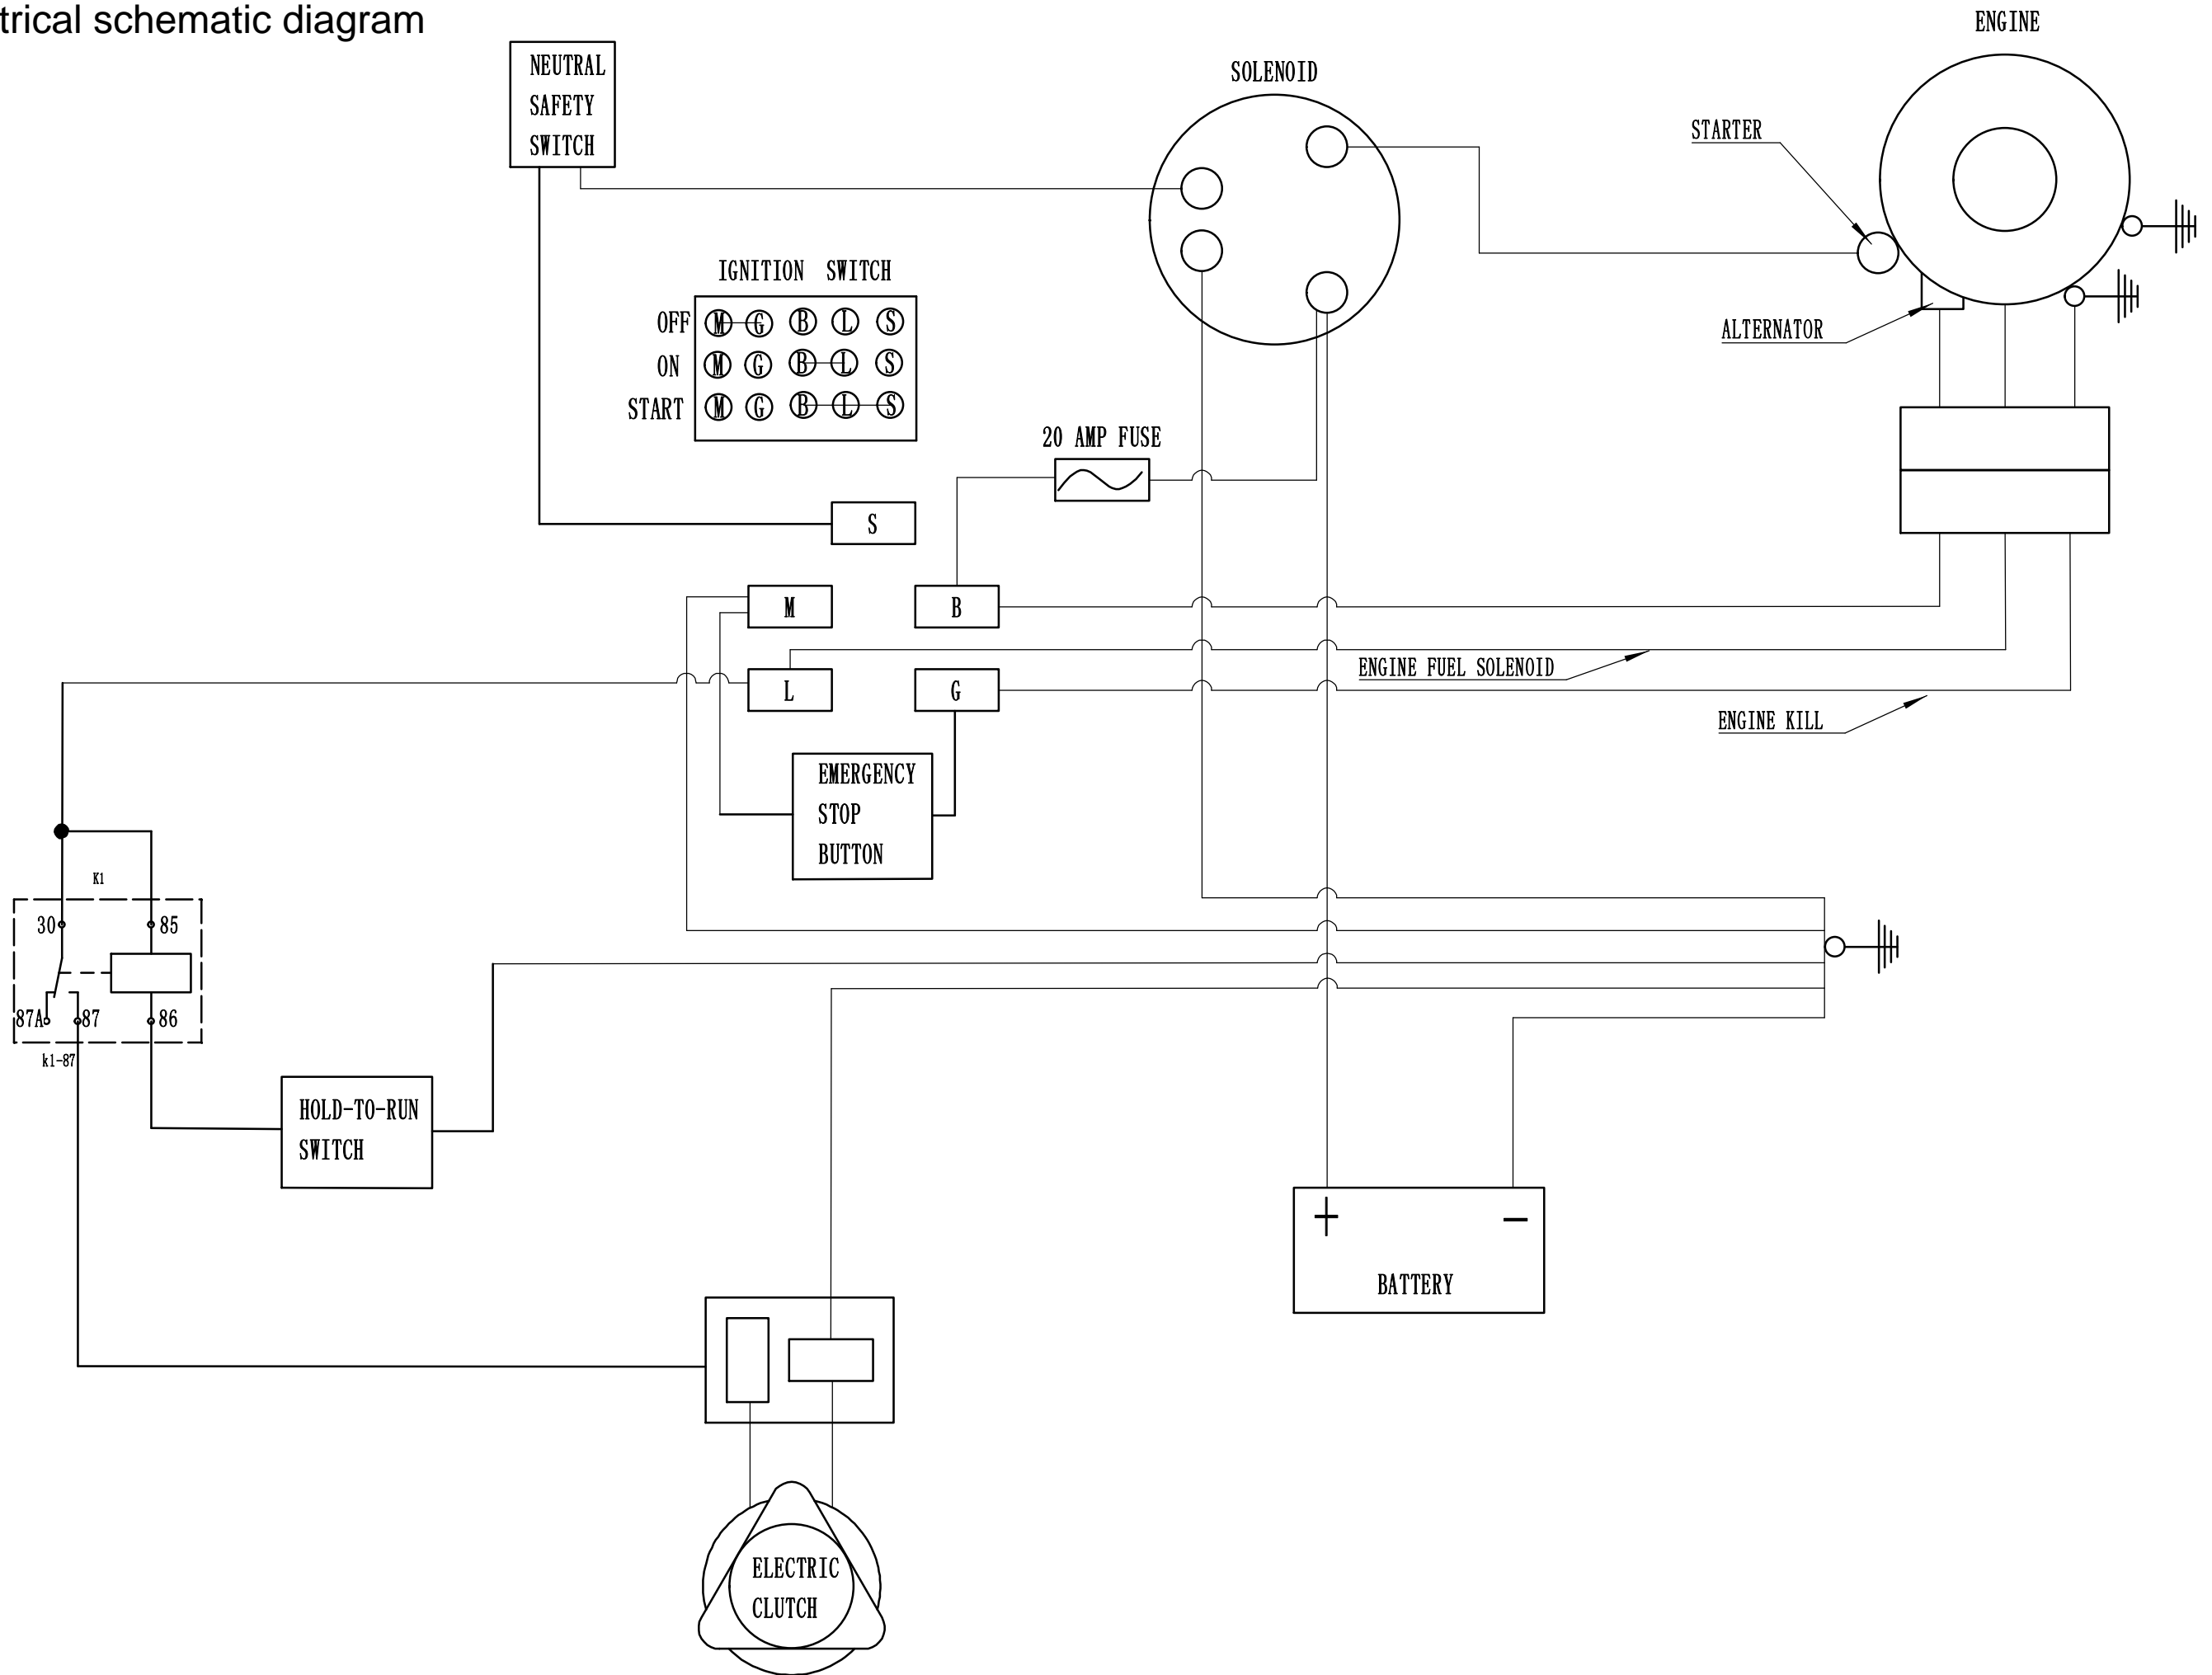 trical schematic diagram
ENGINE
NEUTRAL
SAFETY
SWITCH
SOLENOID
STARTER
IGNITION SWITCH
OFF M G B L S
ON M G B L S
START M G B L S
ALTERNATOR
20 AMP FUSE
S
M
B
L
G
ENGINE FUEL SOLENOID
ENGINE KILL
EMERGENCY
STOP
BUTTON
K1
30
85
87A
87
86
k1-87
HOLD-TO-RUN
SWITCH
+
−
BATTERY
ELECTRIC
CLUTCH